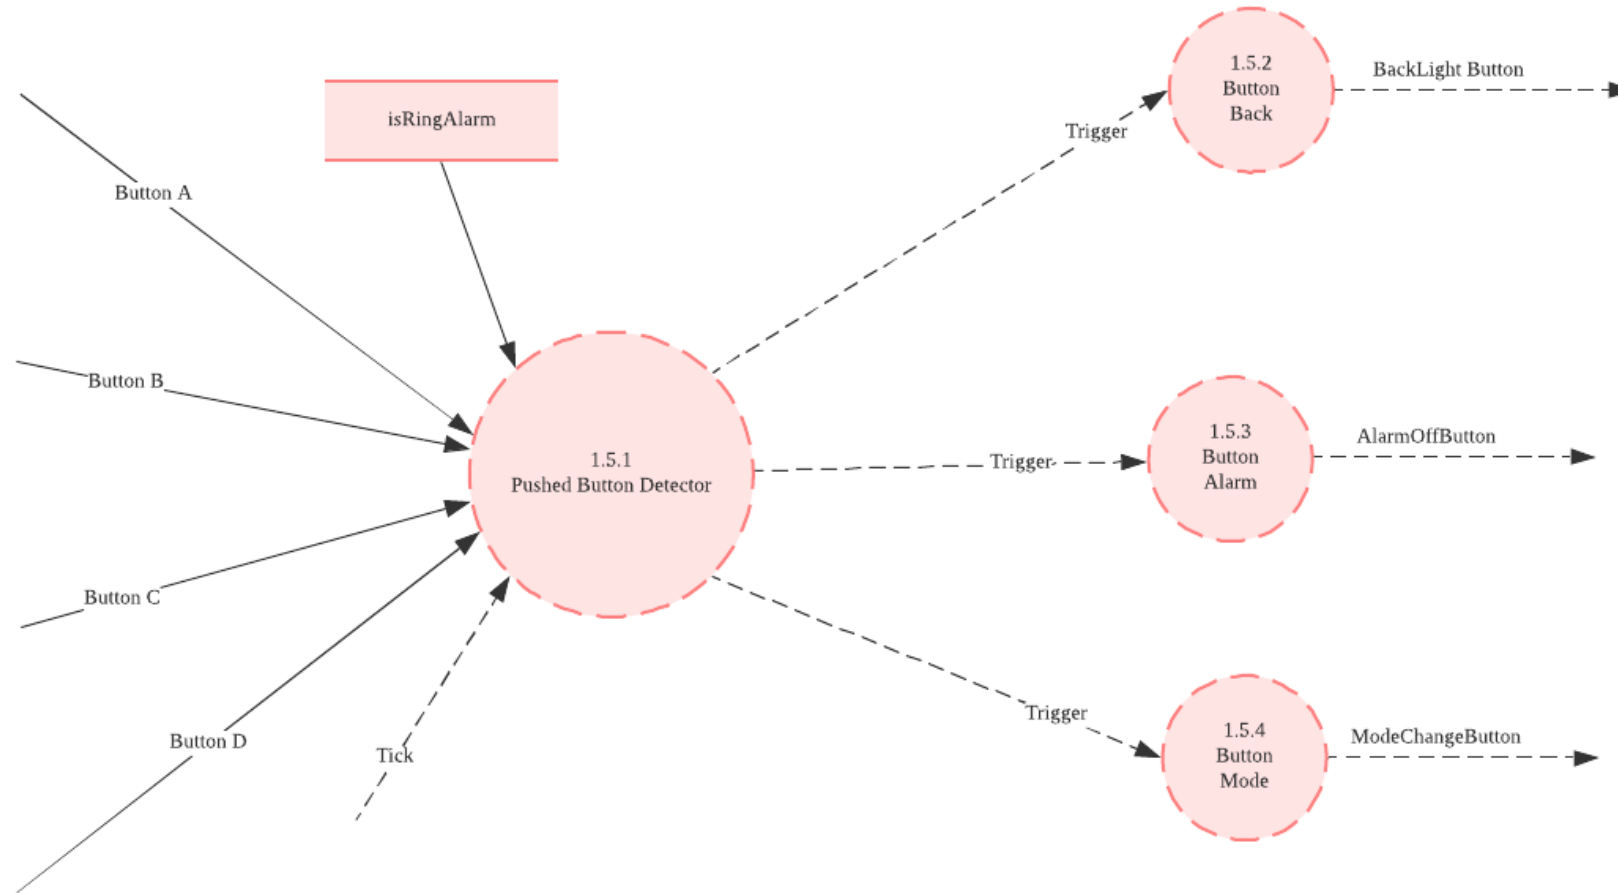 1.5.2
Button
Back
BackLight Button
isRingAlarm
Trigger
Button A
Button B
1.5.1
Pushed Button Detector
Trigger
1.5.3
Button
Alarm
AlarmOffButton
Button C
Button D
Tick
Trigger
1.5.4
Button
Mode
ModeChangeButton